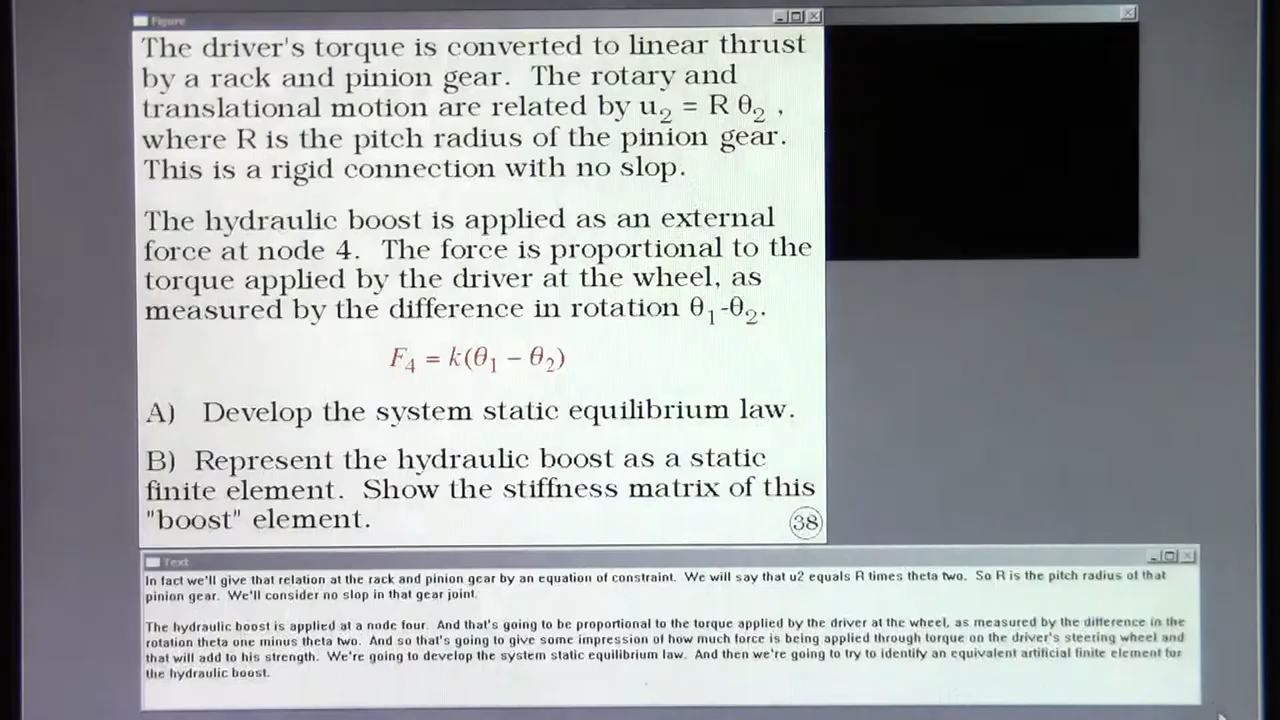 Figure
The driver's torque is converted to linear thrust
by a rack and pinion gear. The rotary and
translational motion are related by u₂ = R θ₂ ,
where R is the pitch radius of the pinion gear.
This is a rigid connection with no slop.
The hydraulic boost is applied as an external
force at node 4. The force is proportional to the
torque applied by the driver at the wheel, as
measured by the difference in rotation θ₁-θ₂.
F₄ = k(θ₁ − θ₂)
A) Develop the system static equilibrium law.
B) Represent the hydraulic boost as a static
finite element. Show the stiffness matrix of this
"boost" element.
38
Text
In fact we'll give that relation at the rack and pinion gear by an equation of constraint. We will say that u2 equals R times theta two. So R is the pitch radius of that
pinion gear. We'll consider no slop in that gear joint.
The hydraulic boost is applied at a node four. And that's going to be proportional to the torque applied by the driver at the wheel, as measured by the difference in the
rotation theta one minus theta two. And so that's going to give some impression of how much force is being applied through torque on the driver's steering wheel and
that will add to his strength. We're going to develop the system static equilibrium law. And then we're going to try to identify an equivalent artificial finite element for
the hydraulic boost.